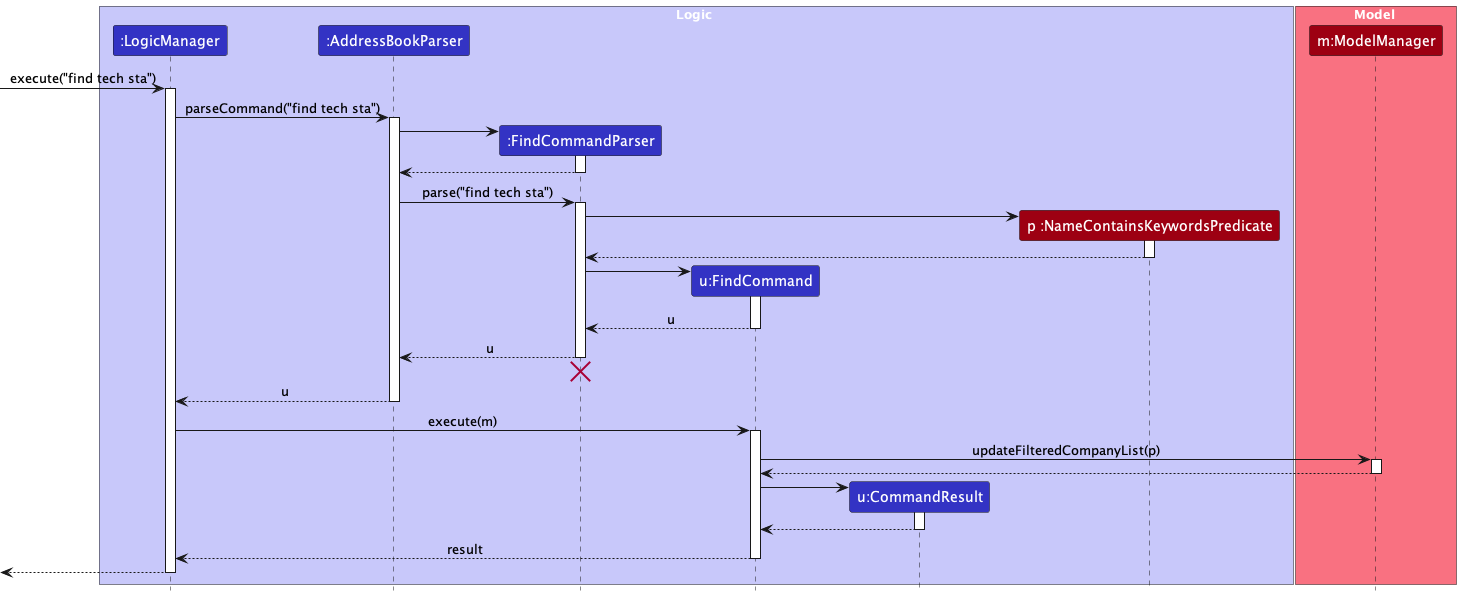 Logic
Model
:LogicManager
:AddressBookParser
m:ModelManager
execute("find tech sta")
parseCommand("find tech sta")
:FindCommandParser
parse("find tech sta")
p :NameContainsKeywordsPredicate
u:FindCommand
u
u
u
execute(m)
updateFilteredCompanyList(p)
u:CommandResult
result